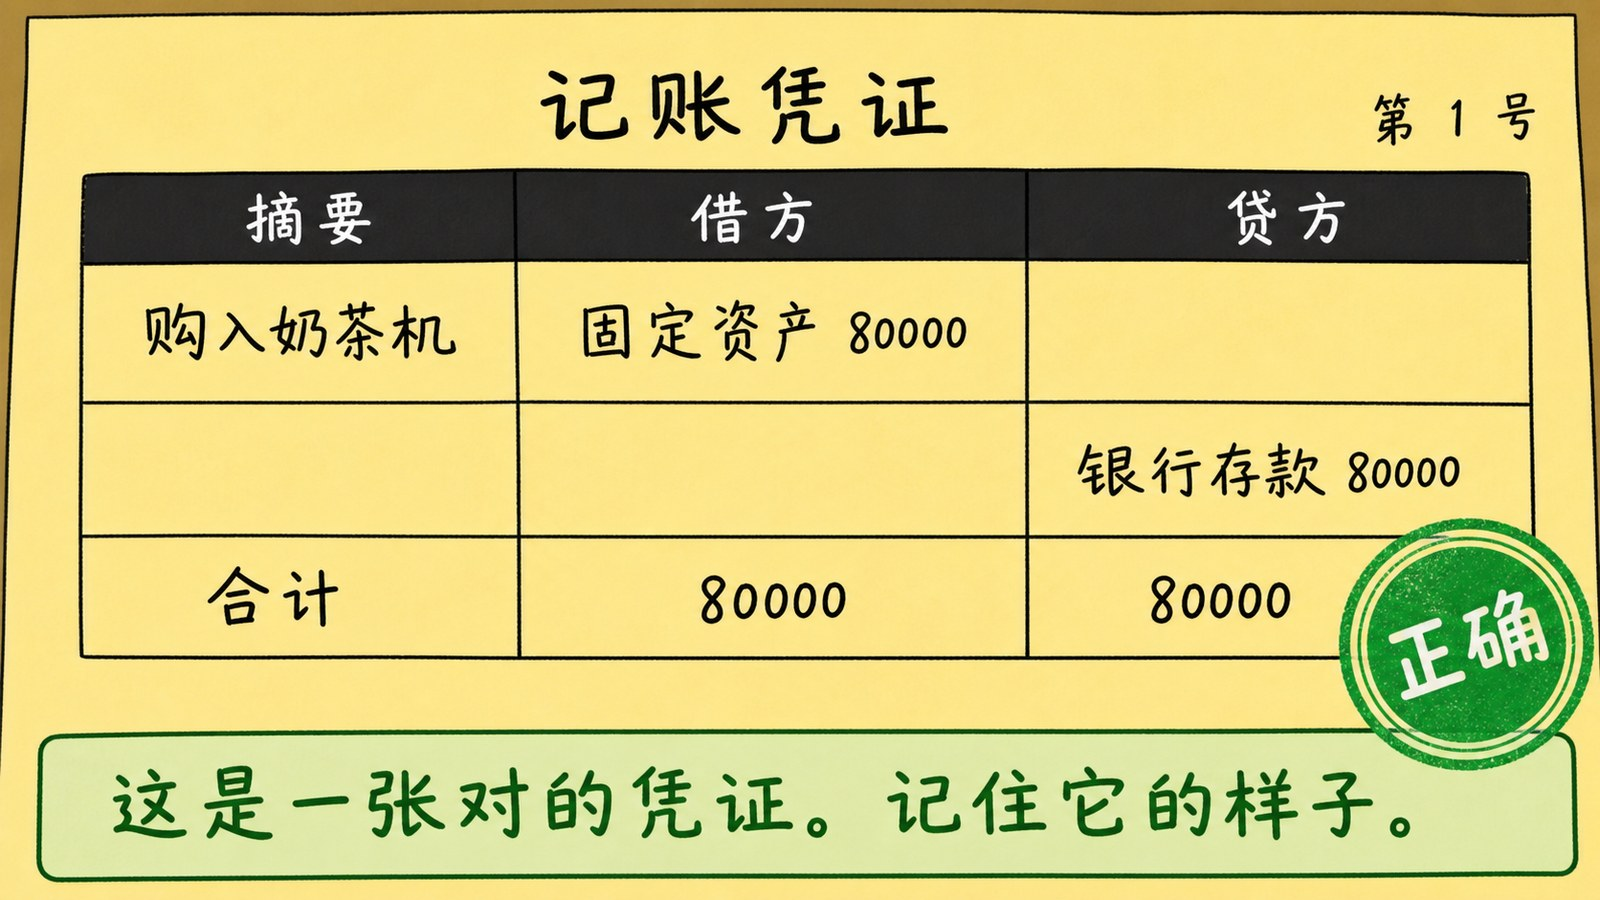 记账凭证
第 1 号
摘要 借方 贷方
购入奶茶机 固定资产 80000
银行存款 80000
合计 80000 80000
正确
这是一张对的凭证。记住它的样子。